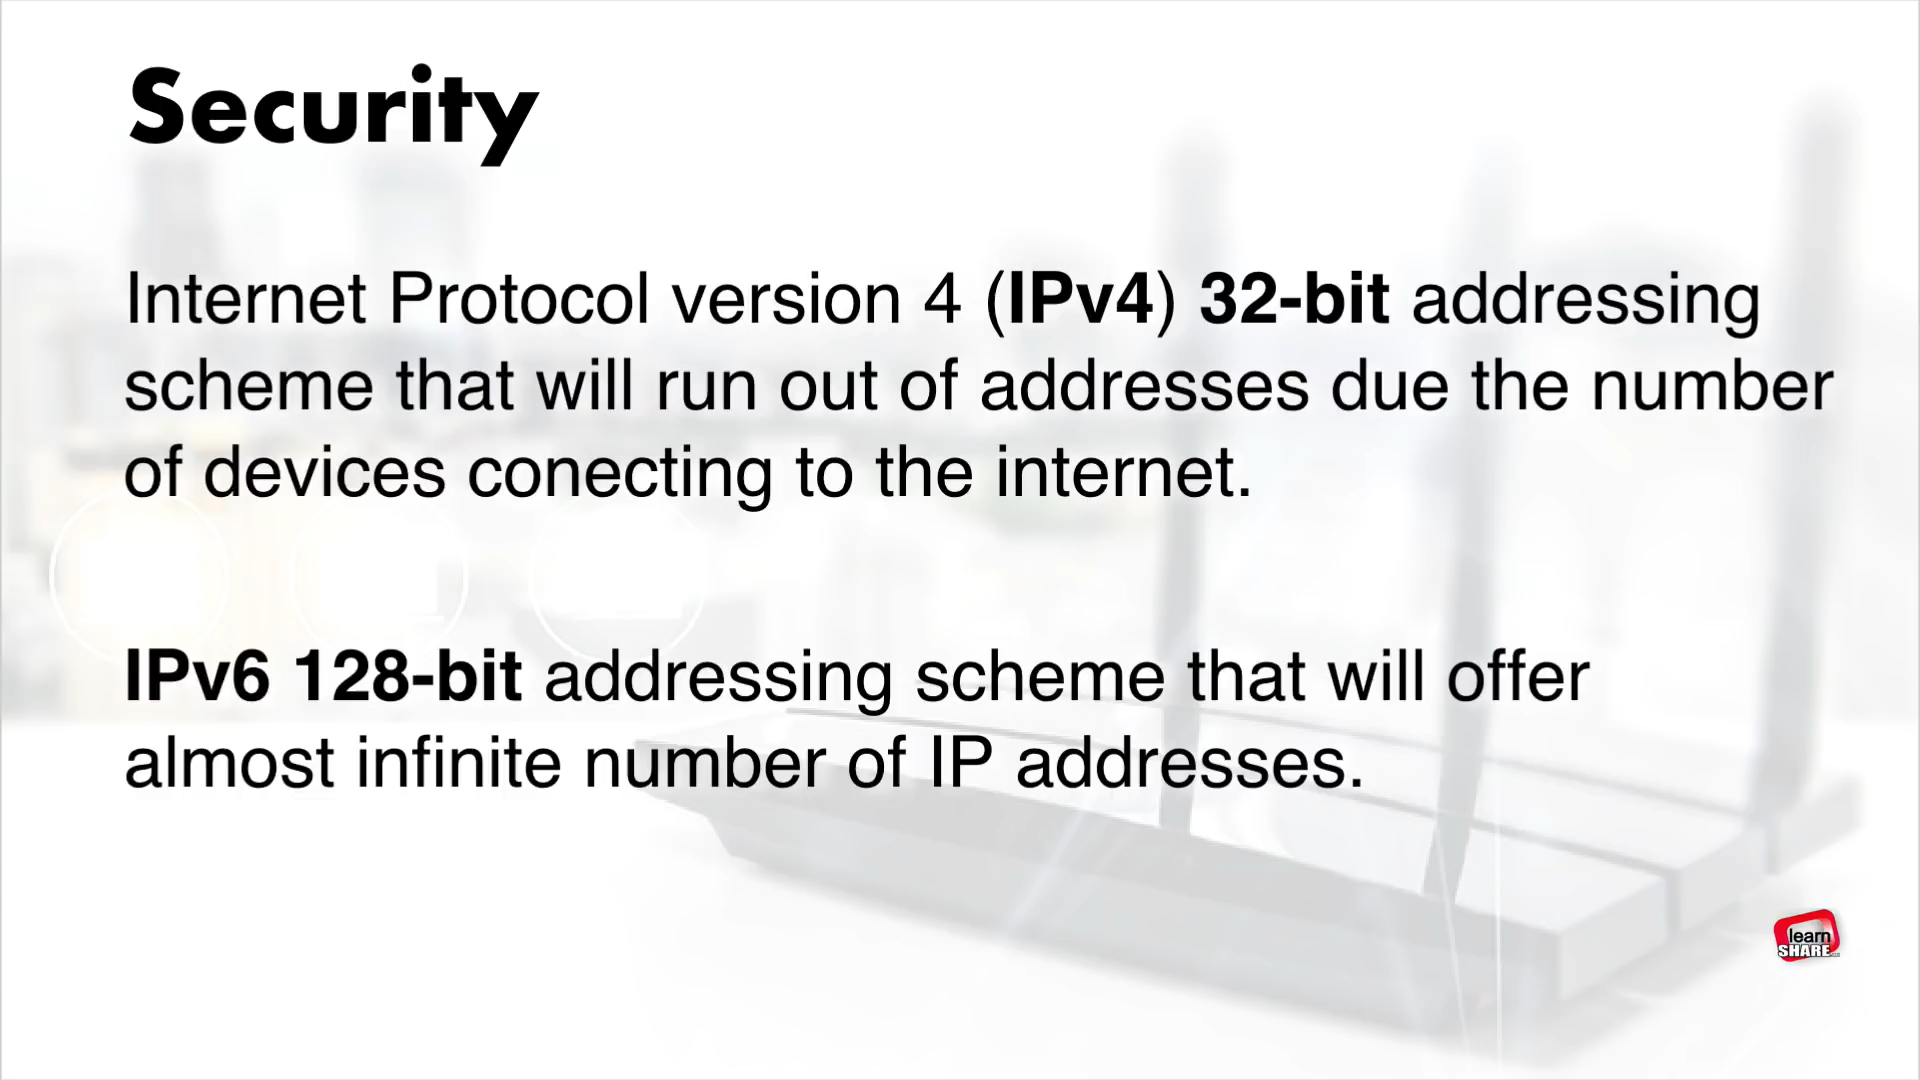 Security
Internet Protocol version 4 (IPv4) 32-bit addressing
scheme that will run out of addresses due the number
of devices conecting to the internet.
IPv6 128-bit addressing scheme that will offer
almost infinite number of IP addresses.
learn
SHARE